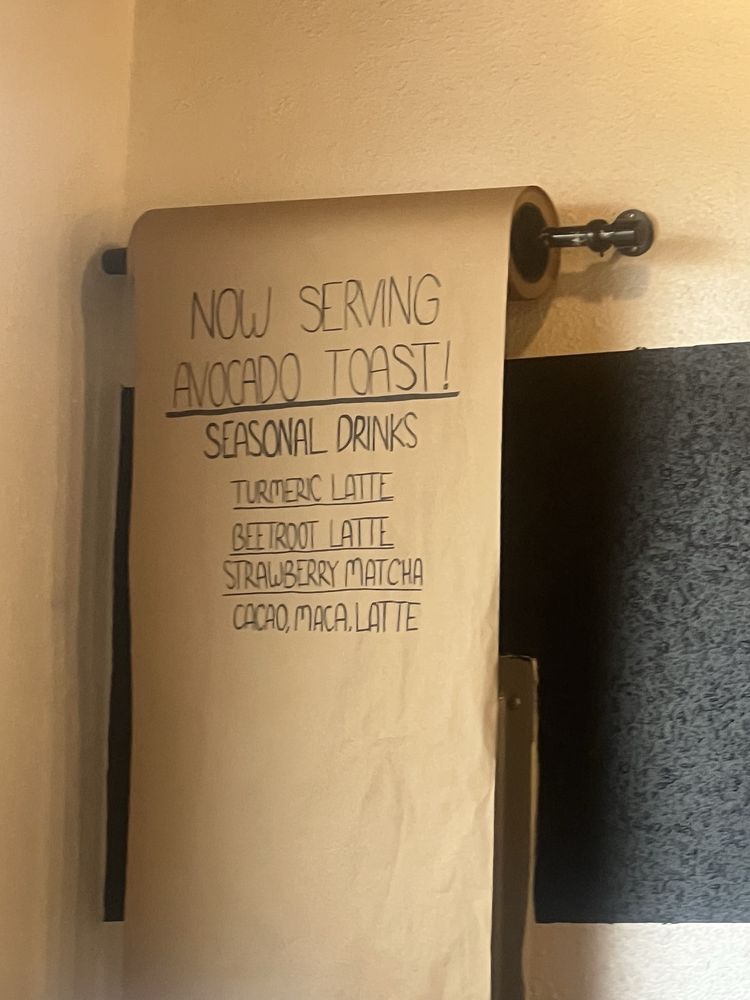 NOW SERVING
AVOCADO TOAST!
SEASONAL DRINKS
TURMERIC LATTE
BEETROOT LATTE
STRAWBERRY MATCHA
CACAO, MACA, LATTE